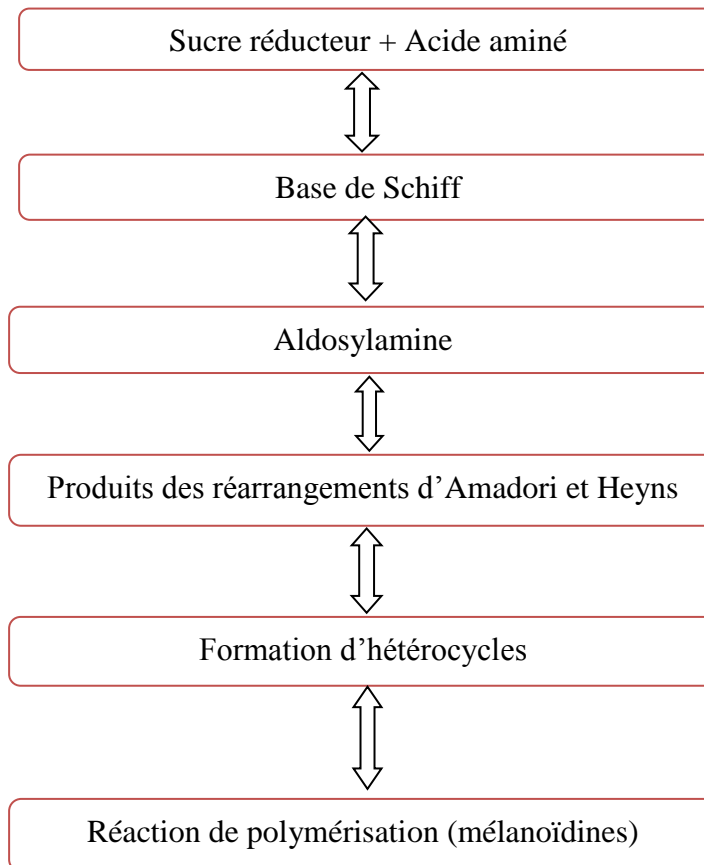 Sucre réducteur + Acide aminé
Base de Schiff
Aldosylamine
Produits des réarrangements d’Amadori et Heyns
Formation d’hétérocycles
Réaction de polymérisation (mélanoïdines)